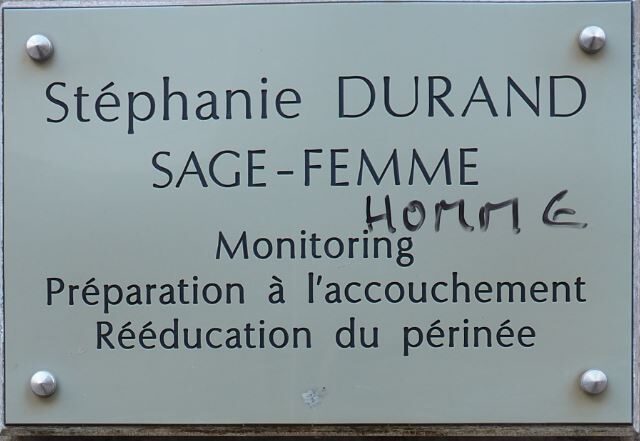 Stéphanie DURAND
SAGE-FEMME
HOMME
Monitoring
Préparation à l'accouchement
Rééducation du périnée